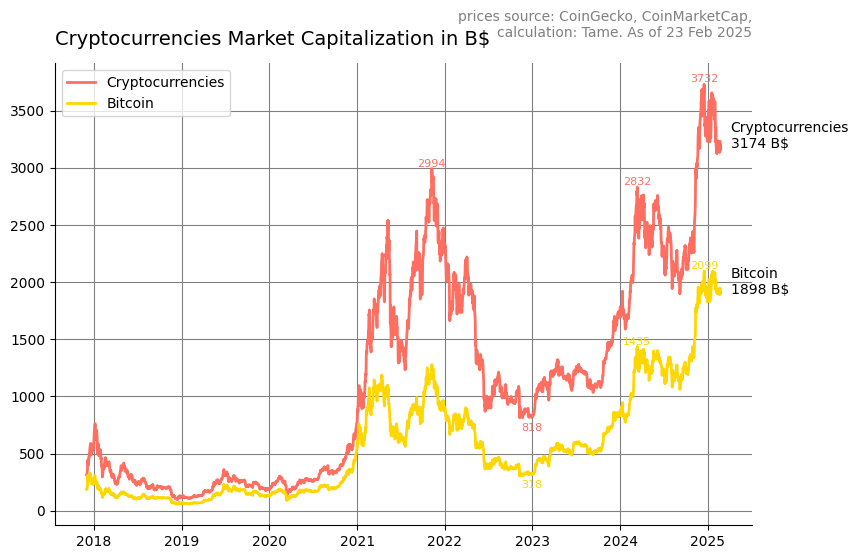 prices source: CoinGecko, CoinMarketCap,
calculation: Tame. As of 23 Feb 2025
Cryptocurrencies Market Capitalization in B$
Cryptocurrencies
Bitcoin
3732
3500
Cryptocurrencies
3174 B$
2994
3000
2832
2500
2099
Bitcoin
1898 B$
2000
1500
1435
1000
818
500
318
0
2018 2019 2020 2021 2022 2023 2024 2025